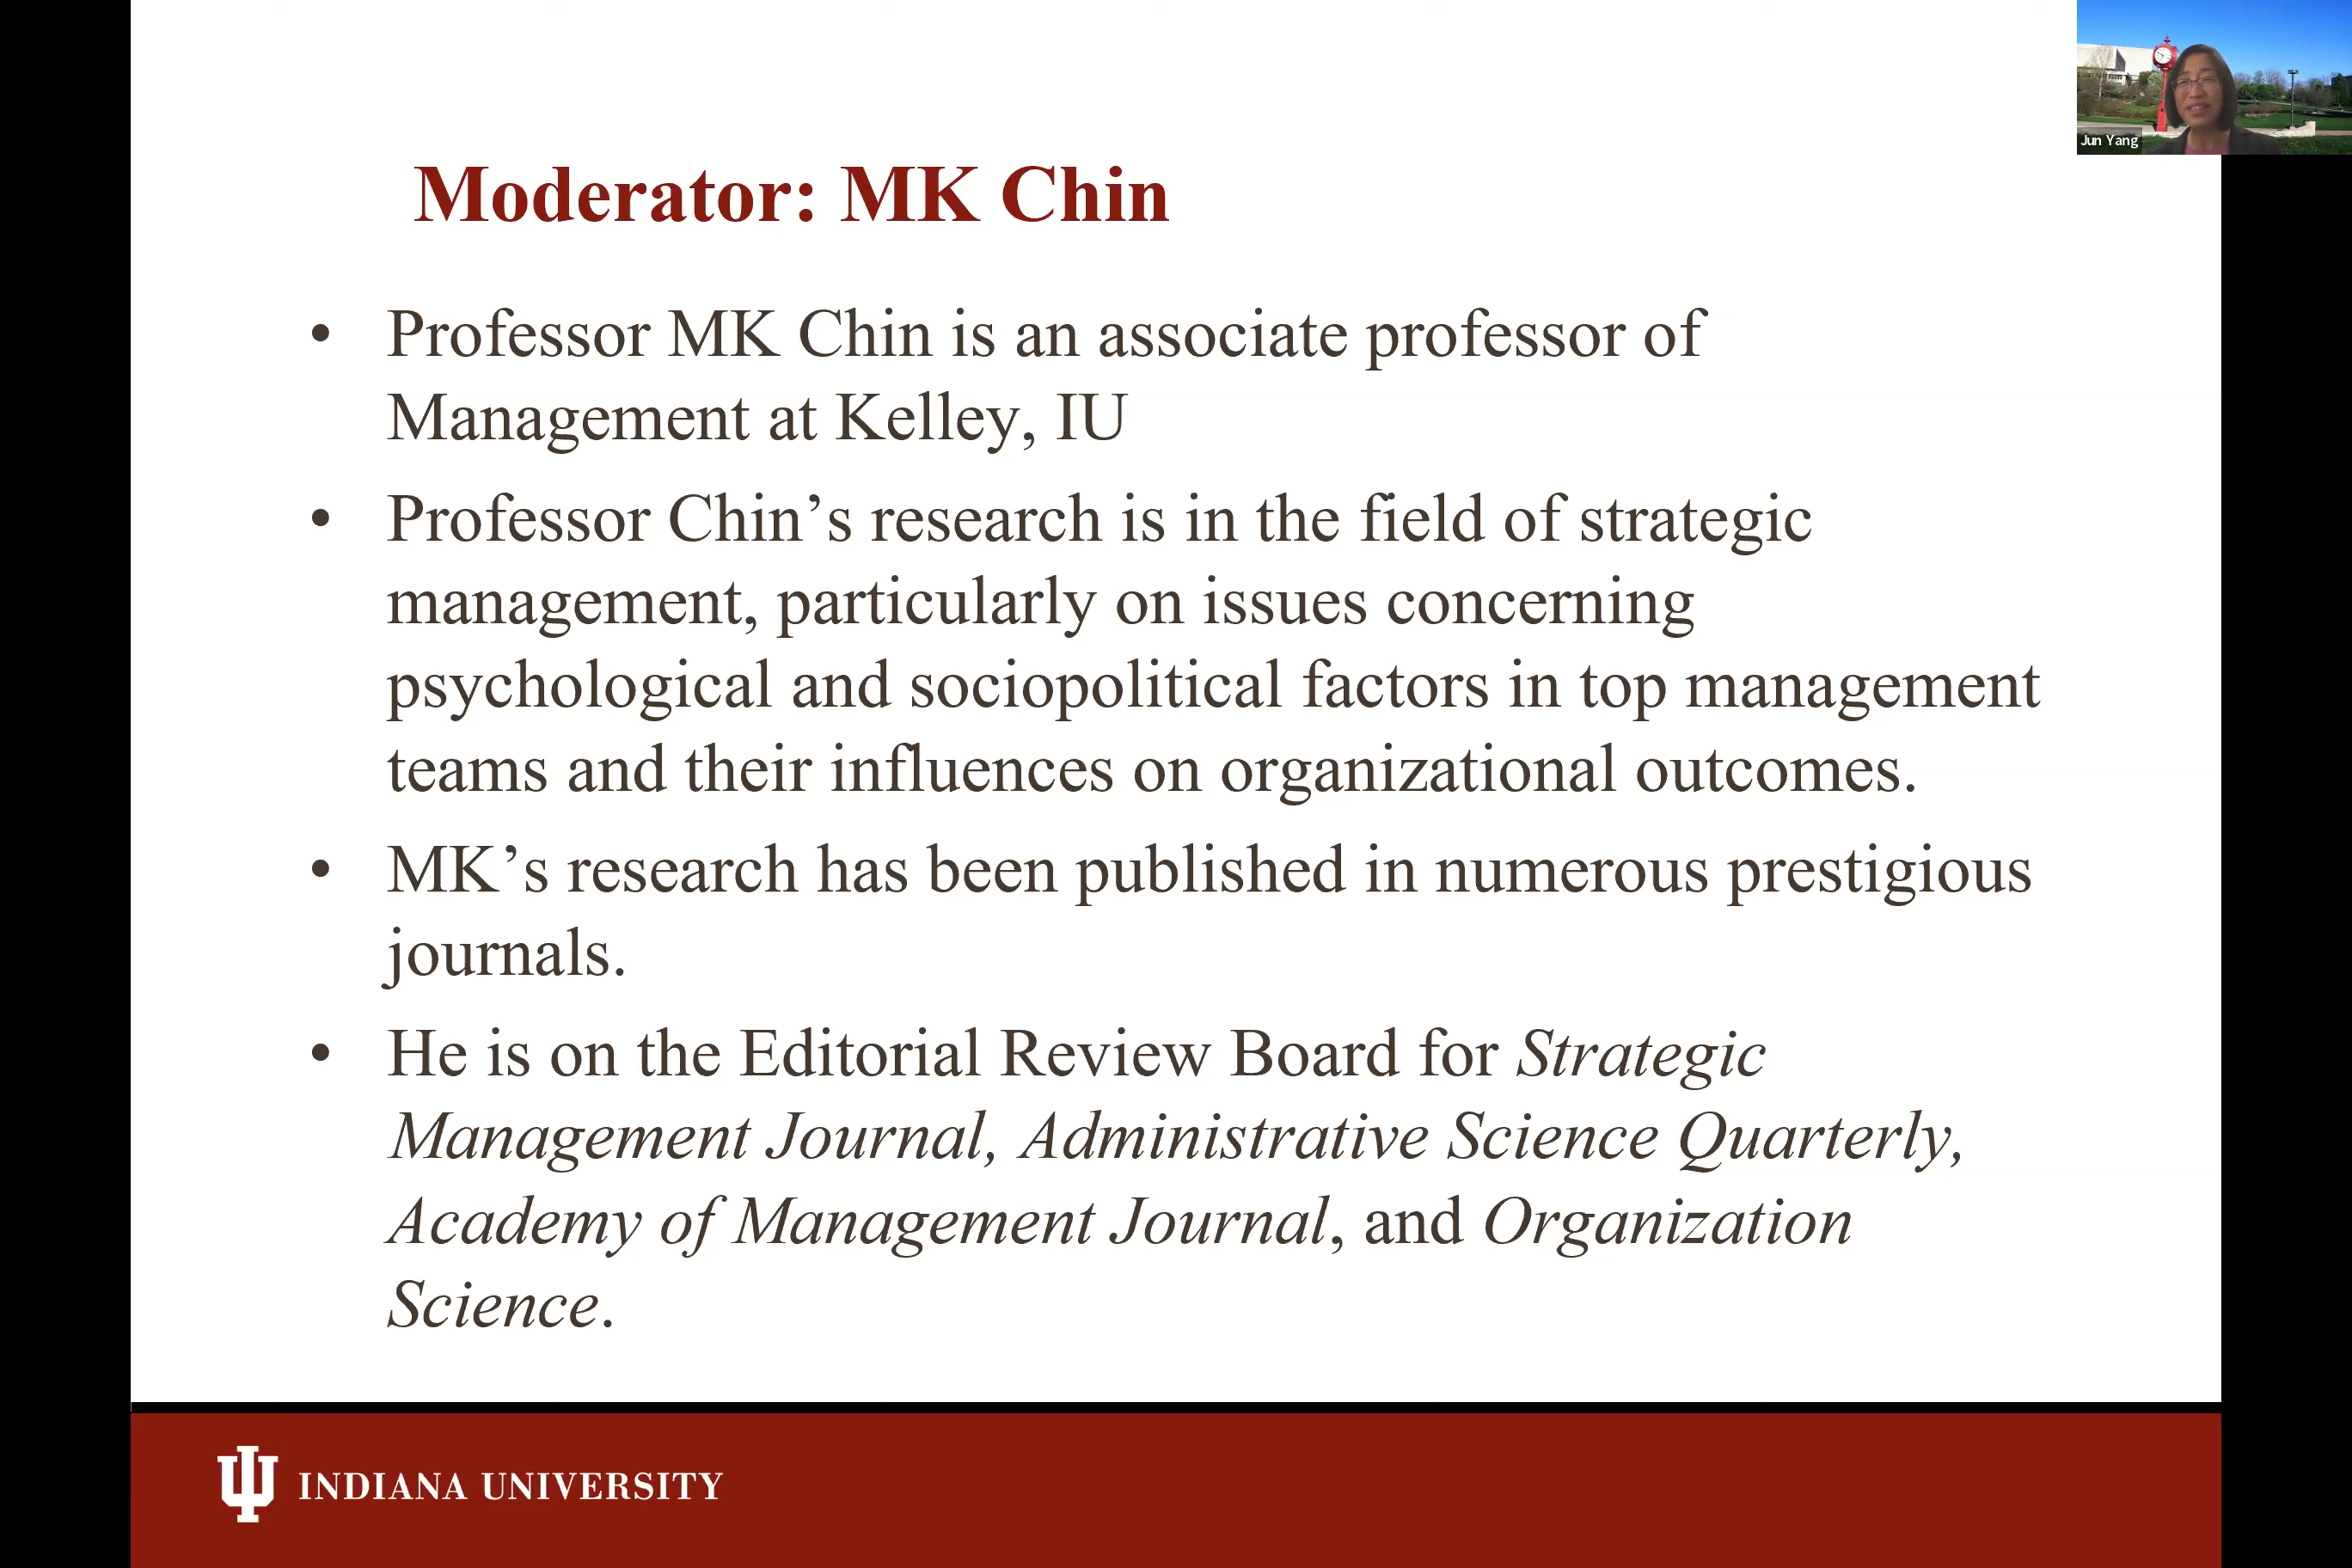 Jun Yang
Moderator: MK Chin
• Professor MK Chin is an associate professor of
Management at Kelley, IU
• Professor Chin’s research is in the field of strategic
management, particularly on issues concerning
psychological and sociopolitical factors in top management
teams and their influences on organizational outcomes.
• MK’s research has been published in numerous prestigious
journals.
• He is on the Editorial Review Board for Strategic
Management Journal, Administrative Science Quarterly,
Academy of Management Journal, and Organization
Science.
INDIANA UNIVERSITY